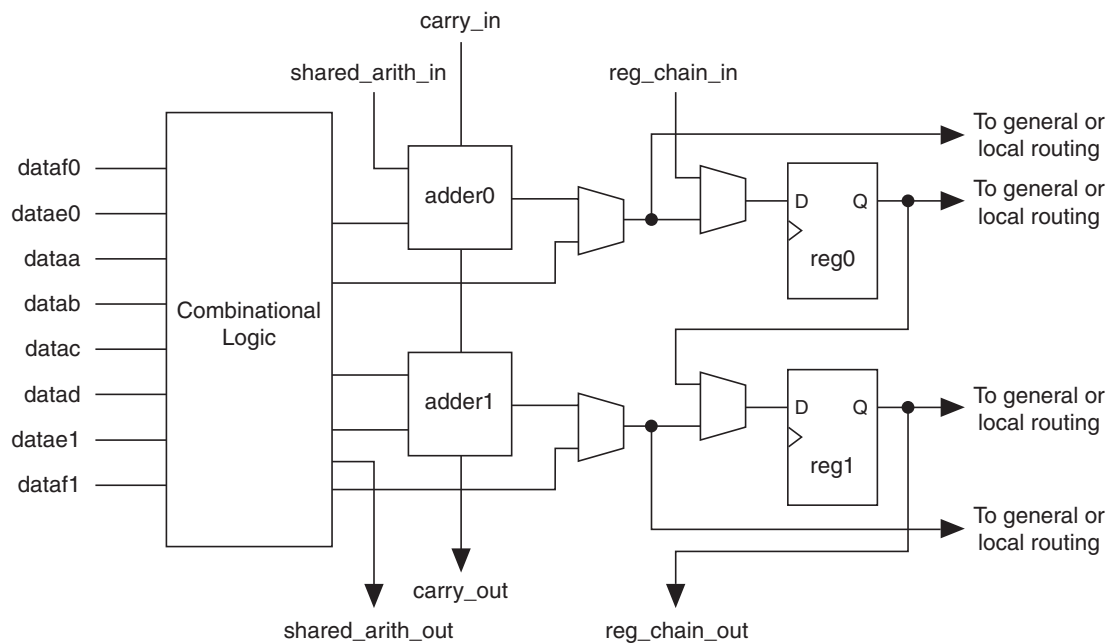 carry_in
shared_arith_in
reg_chain_in
To general or
local routing
dataf0
datae0
dataa
datab
datac
datad
datae1
dataf1
Combinational
Logic
adder0
D
Q
reg0
To general or
local routing
adder1
D
Q
reg1
To general or
local routing
To general or
local routing
carry_out
shared_arith_out
reg_chain_out